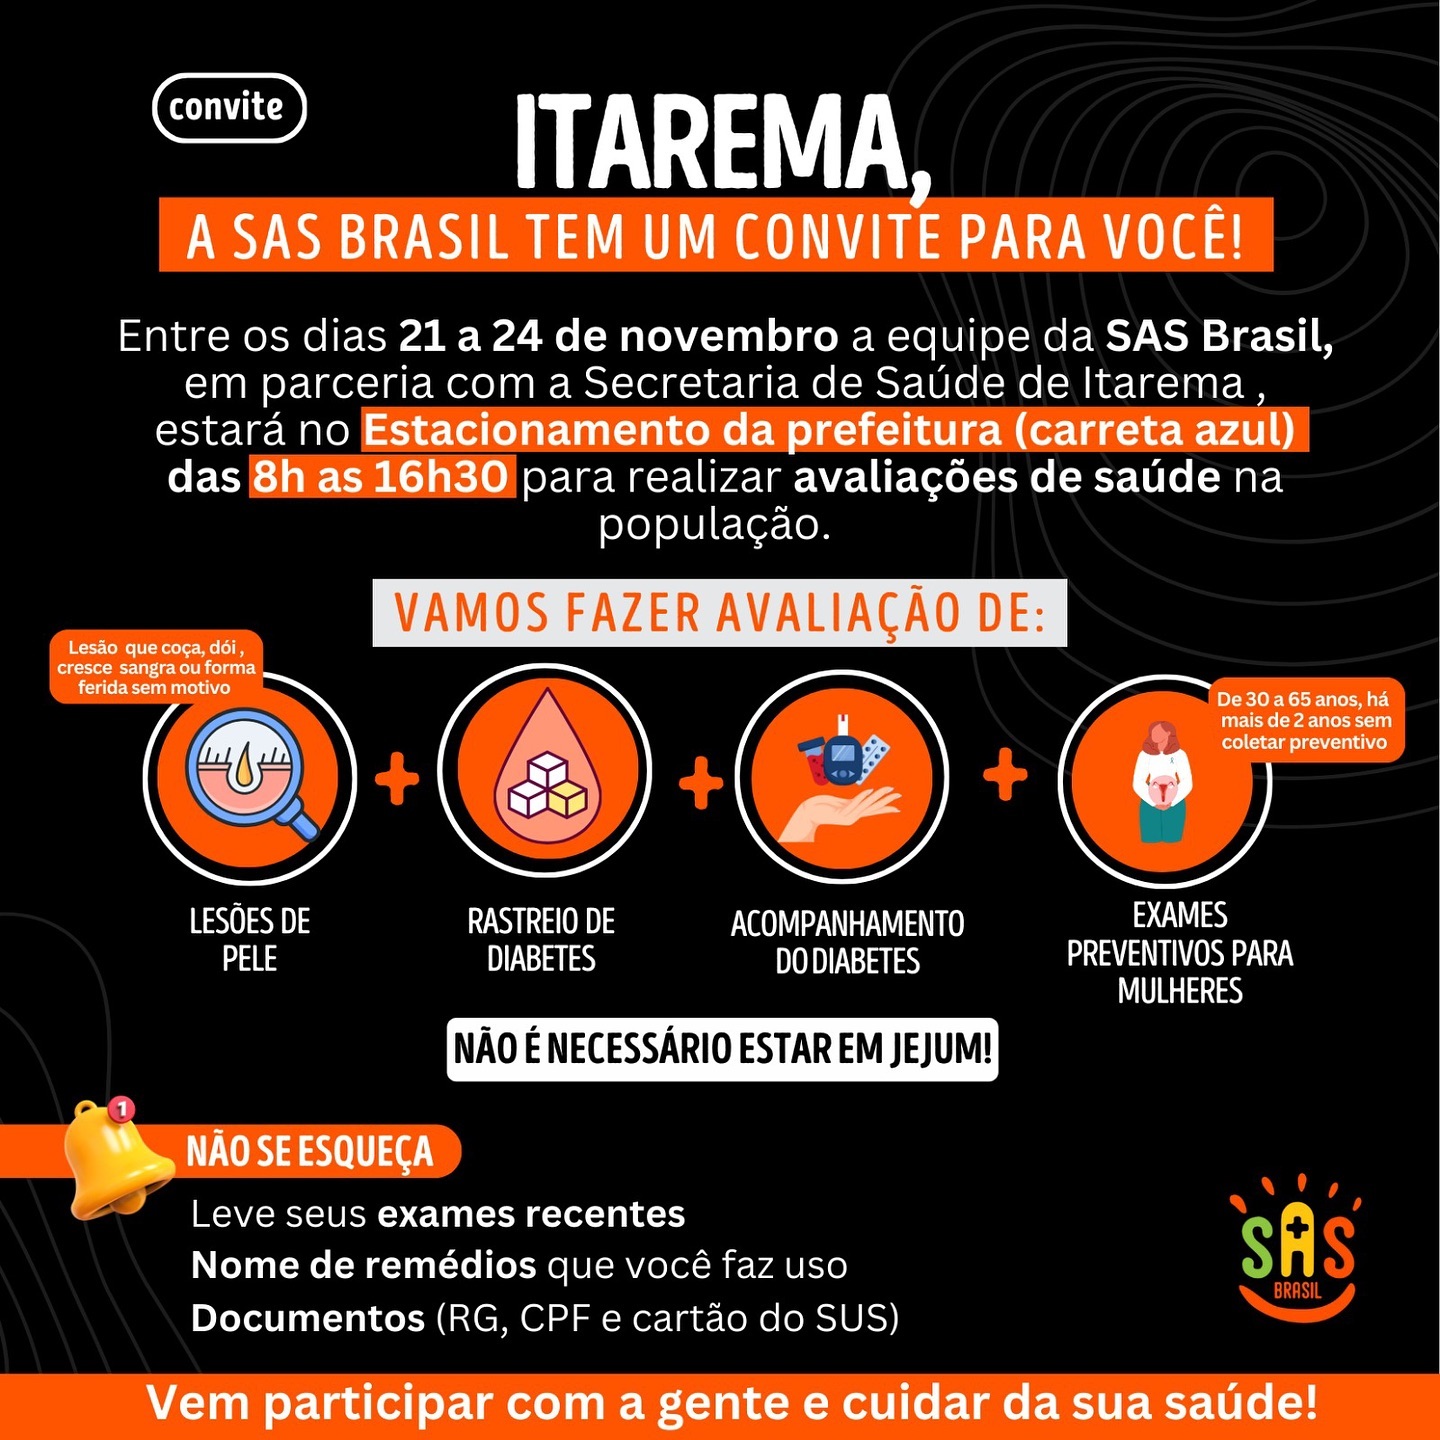 convite
ITAREMA,
A SAS BRASIL TEM UM CONVITE PARA VOCÊ!
Entre os dias 21 a 24 de novembro a equipe da SAS Brasil,
em parceria com a Secretaria de Saúde de Itarema ,
estará no Estacionamento da prefeitura (carreta azul)
das 8h as 16h30 para realizar avaliações de saúde na
população.
VAMOS FAZER AVALIAÇÃO DE:
Lesão que coça, dói ,
cresce sangra ou forma
ferida sem motivo
LESÕES DE
PELE
RASTREIO DE
DIABETES
ACOMPANHAMENTO
DO DIABETES
De 30 a 65 anos, há
mais de 2 anos sem
coletar preventivo
EXAMES
PREVENTIVOS PARA
MULHERES
NÃO É NECESSÁRIO ESTAR EM JEJUM!
1
NÃO SE ESQUEÇA
Leve seus exames recentes
Nome de remédios que você faz uso
Documentos (RG, CPF e cartão do SUS)
SAS
BRASIL
Vem participar com a gente e cuidar da sua saúde!